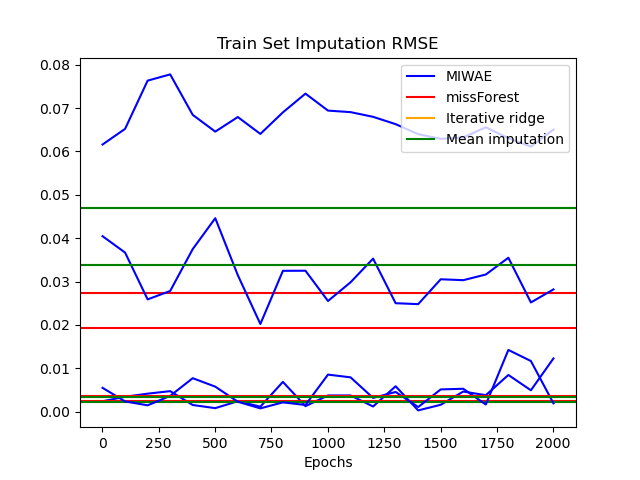 Train Set Imputation RMSE
0.08
0.07
0.06
0.05
0.04
0.03
0.02
0.01
0.00
MIWAE
missForest
Iterative ridge
Mean imputation
0 250 500 750 1000 1250 1500 1750 2000
Epochs